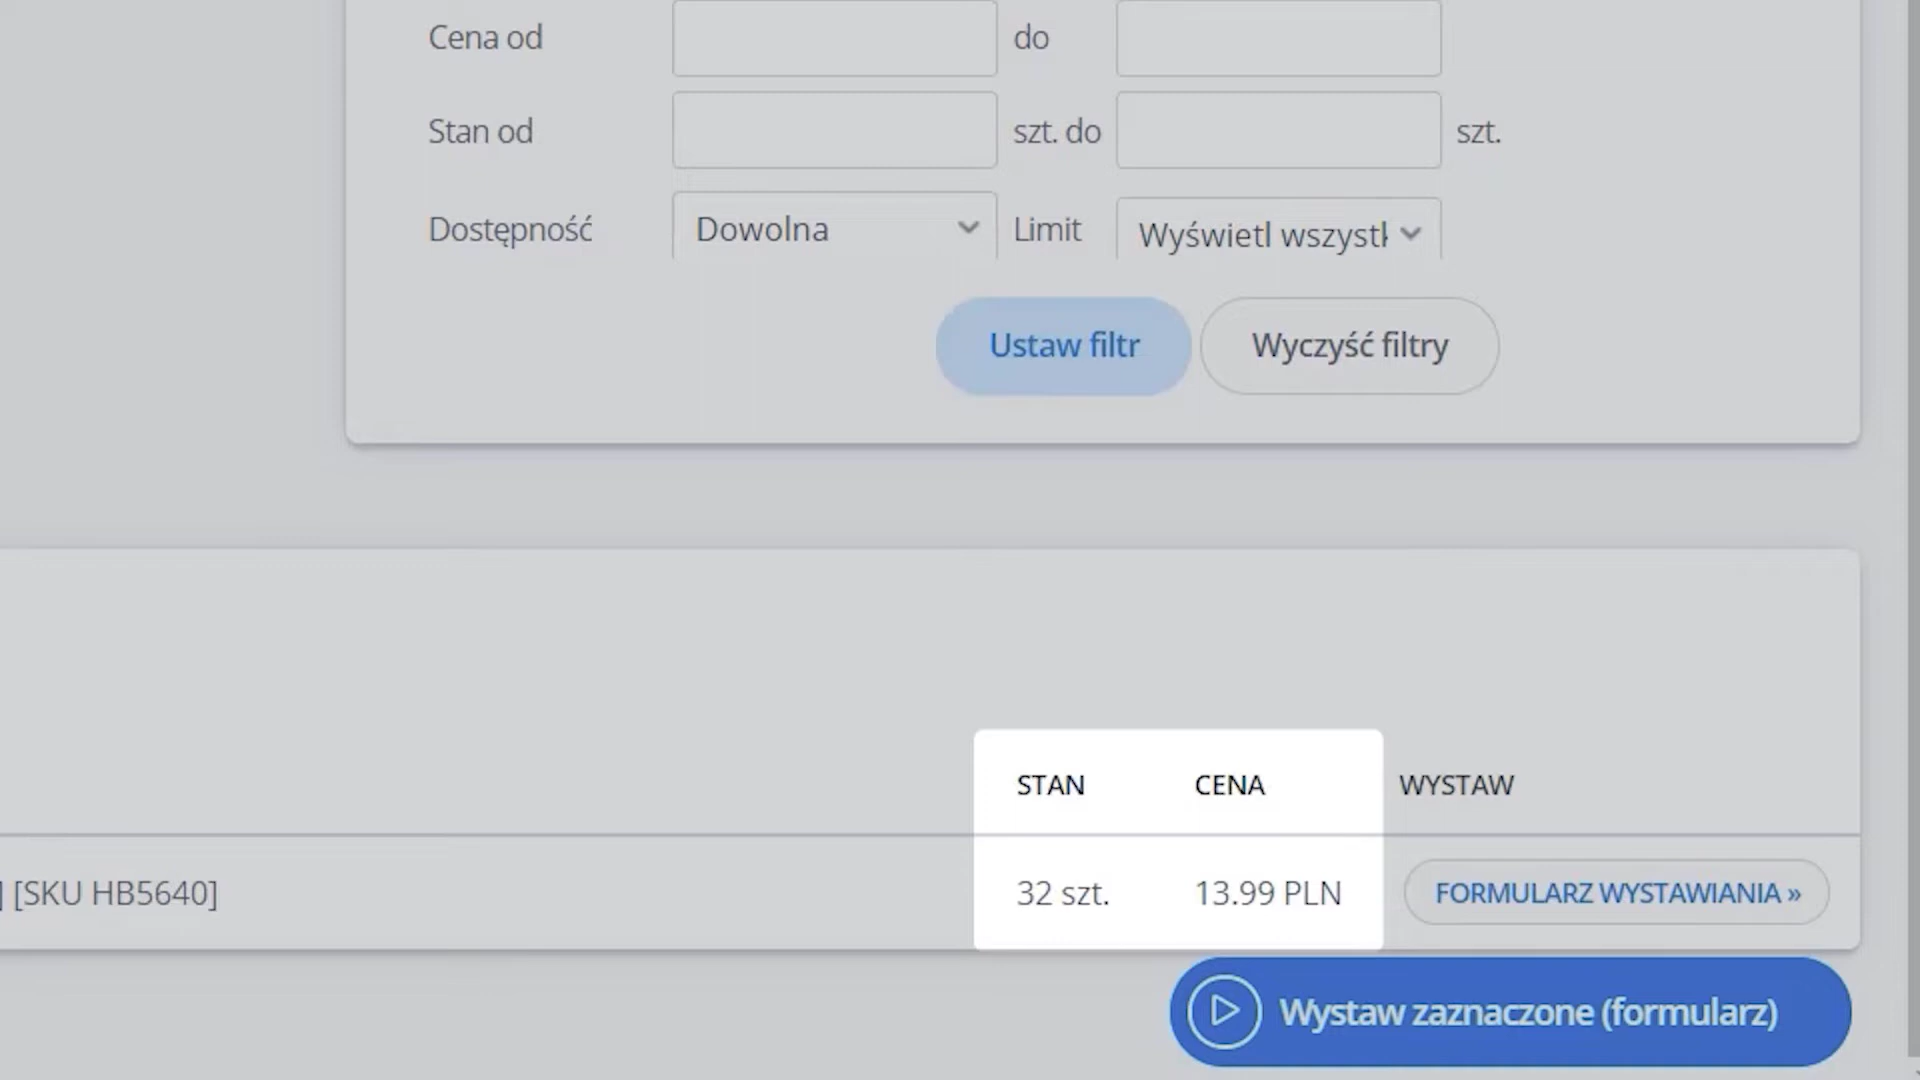 Cena od do
Stan od szt. do szt.
Dostępność Dowolna Limit Wyświetl
Ustaw filtr Wyczyść filtry
STAN CENA WYSTAW
[SKU HB5640] 32 szt. 13.99 PLN FORMULARZ WYSTAWIANIA »
Wystaw zaznaczone (formularz)